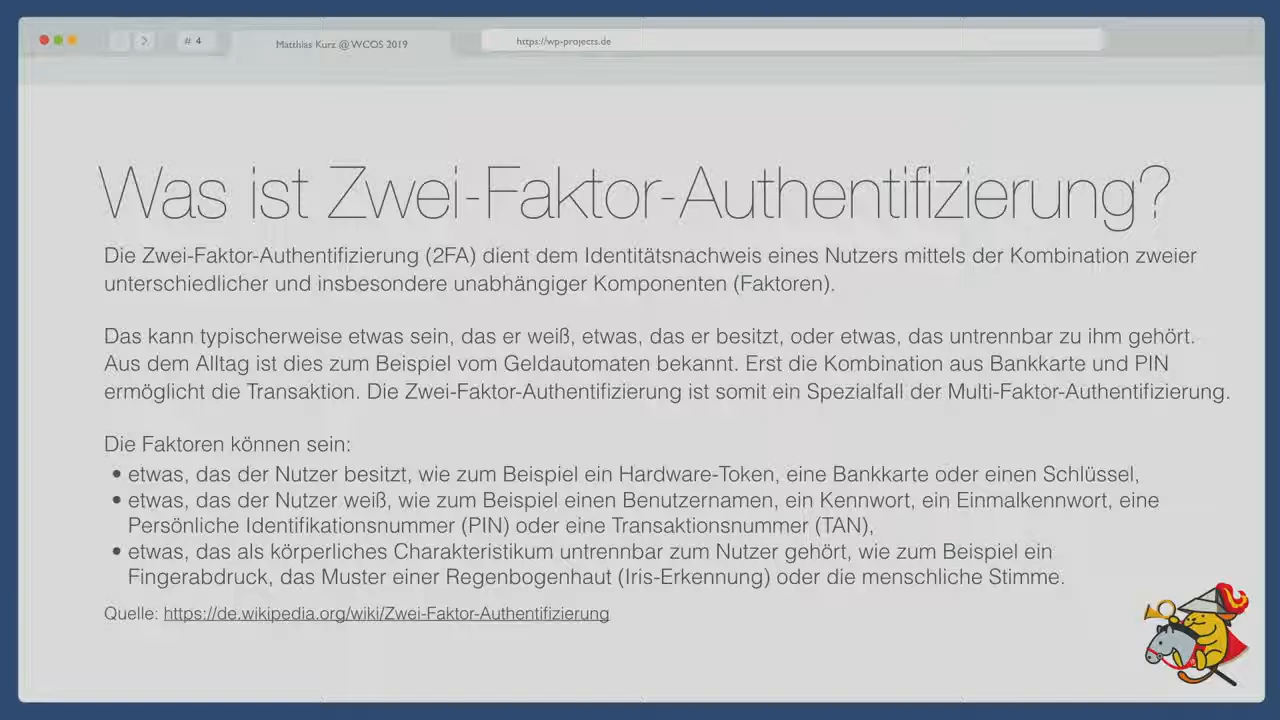 # 4
Matthias Kurz @ WCOS 2019
https://wp-projects.de
Was ist Zwei-Faktor-Authentifizierung?
Die Zwei-Faktor-Authentifizierung (2FA) dient dem Identitätsnachweis eines Nutzers mittels der Kombination zweier
unterschiedlicher und insbesondere unabhängiger Komponenten (Faktoren).
Das kann typischerweise etwas sein, das er weiß, etwas, das er besitzt, oder etwas, das untrennbar zu ihm gehört.
Aus dem Alltag ist dies zum Beispiel vom Geldautomaten bekannt. Erst die Kombination aus Bankkarte und PIN
ermöglicht die Transaktion. Die Zwei-Faktor-Authentifizierung ist somit ein Spezialfall der Multi-Faktor-Authentifizierung.
Die Faktoren können sein:
• etwas, das der Nutzer besitzt, wie zum Beispiel ein Hardware-Token, eine Bankkarte oder einen Schlüssel,
• etwas, das der Nutzer weiß, wie zum Beispiel einen Benutzernamen, ein Kennwort, ein Einmalkennwort, eine
Persönliche Identifikationsnummer (PIN) oder eine Transaktionsnummer (TAN),
• etwas, das als körperliches Charakteristikum untrennbar zum Nutzer gehört, wie zum Beispiel ein
Fingerabdruck, das Muster einer Regenbogenhaut (Iris-Erkennung) oder die menschliche Stimme.
Quelle: https://de.wikipedia.org/wiki/Zwei-Faktor-Authentifizierung